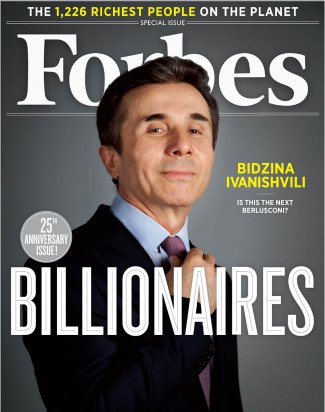 THE 1,226 RICHEST PEOPLE ON THE PLANET
SPECIAL ISSUE
Forbes
BIDZINA
IVANISHVILI
IS THIS THE NEXT
BERLUSCONI?
25TH
ANNIVERSARY
ISSUE!
BILLIONAIRES